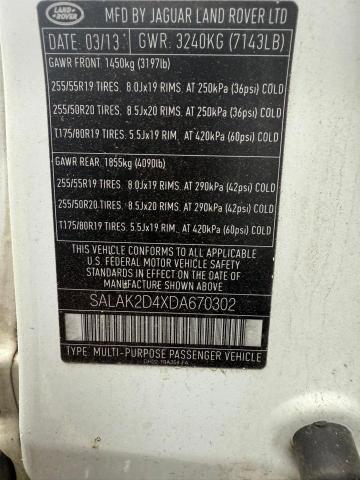 LAND
ROVER
MFD BY JAGUAR LAND ROVER LTD
DATE: 03/13 GWR: 3240KG (7143LB)
GAWR FRONT 1450kg (3197lb)
255/55R19 TIRES. 8.0Jx19 RIMS. AT 250kPa (36psi) COLD
255/50R20 TIRES. 8.5Jx20 RIMS. AT 250kPa (36psi) COLD
T175/80R19 TIRES. 5.5Jx19 RIM, AT 420kPa (60psi) COLD
GAWR REAR 1855kg (4090lb)
255/55R19 TIRES. 8.0Jx19 RIMS. AT 290kPa (42psi) COLD
255/50R20 TIRES. 8.5Jx20 RIMS. AT 290kPa (42psi) COLD
T175/80R19 TIRES. 5.5Jx19 RIM, AT 420kPa (60psi) COLD
THIS VEHICLE CONFORMS TO ALL APPLICABLE
U.S. FEDERAL MOTOR VEHICLE SAFETY
STANDARDS IN EFFECT ON THE DATE OF
MANUFACTURE SHOWN ABOVE
SALAK2D4XDA670302
TYPE: MULTI-PURPOSE PASSENGER VEHICLE